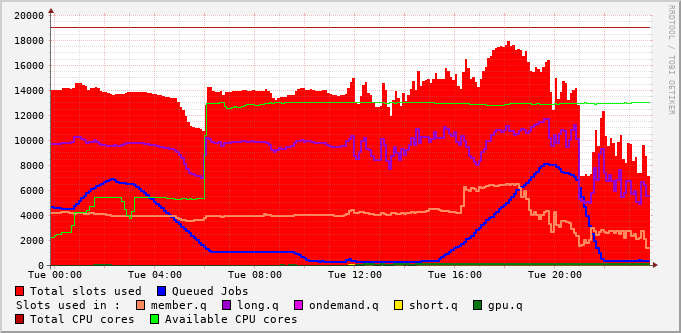 20000
18000
16000
14000
12000
10000
8000
6000
4000
2000
0
Tue 00:00 Tue 04:00 Tue 08:00 Tue 12:00 Tue 16:00 Tue 20:00
Total slots used Queued Jobs
Slots used in : member.q long.q ondemand.q short.q gpu.q
Total CPU cores Available CPU cores
RRDTOOL / TOBI OETIKER